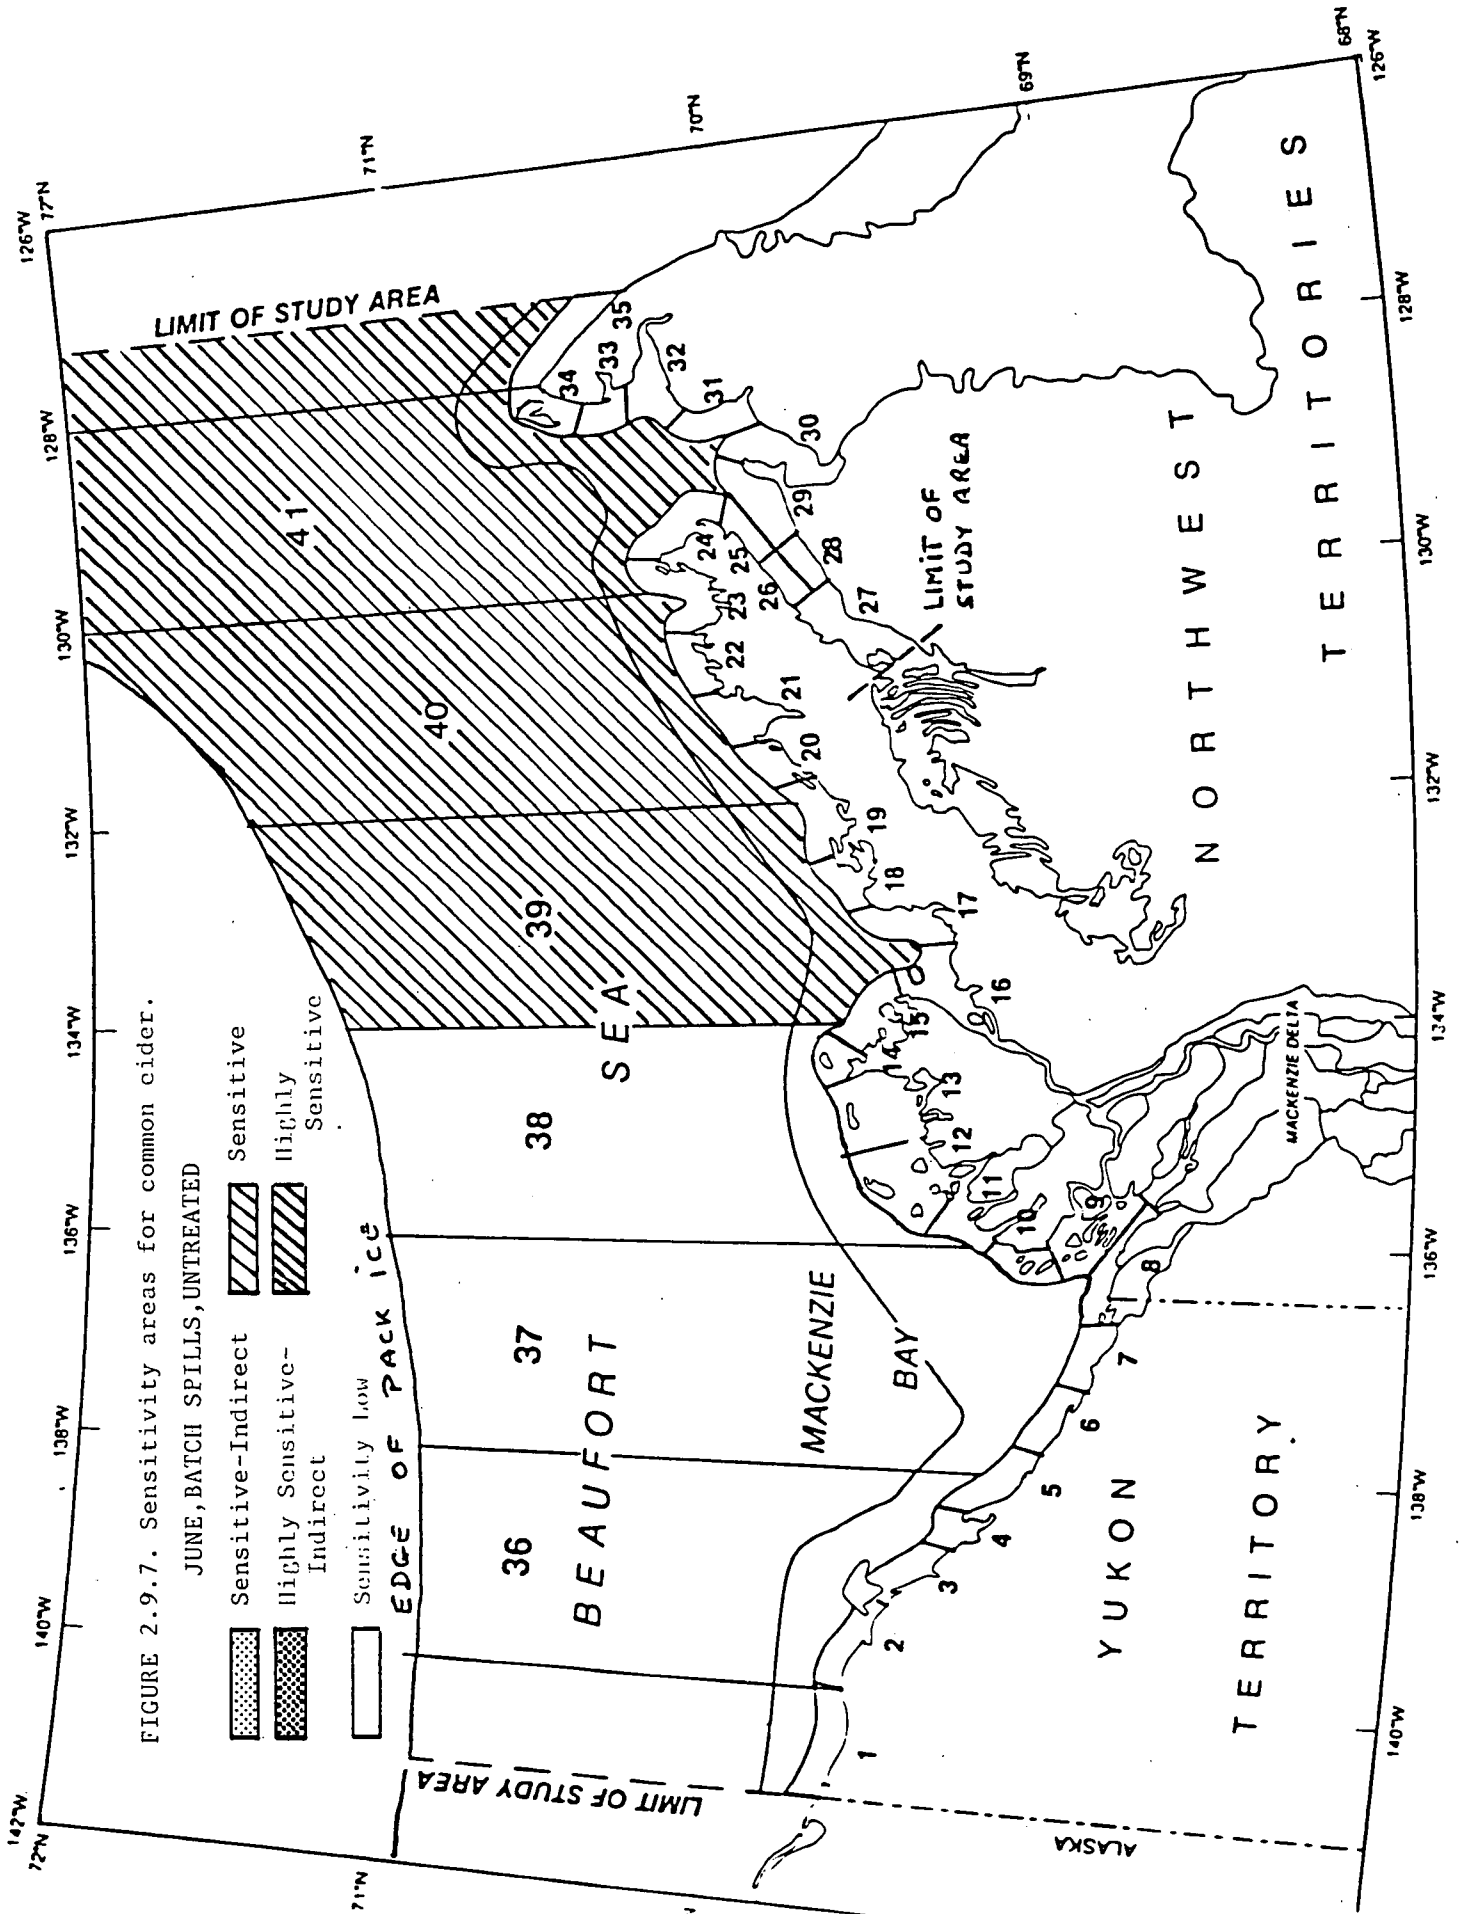 FIGURE 2.9.7. Sensitivity areas for common cider.
JUNE, BATCH SPILLS, UNTREATED
Sensitive-Indirect
Sensitive
Highly Sensitive-
Indirect
Highly
Sensitive
Sensitivity Low
EDGE OF PACK ICE
142°W
140°W
138°W
136°W
134°W
132°W
130°W
128°W
126°W
72°N
77°N
71°N
71°N
70°N
69°N
68°N
126°W
128°W
130°W
132°W
134°W
136°W
138°W
140°W
LIMIT OF STUDY AREA
LIMIT OF STUDY AREA
LIMIT OF
STUDY AREA
36
37
38
39
40
41
BEAUFORT
SEA
MACKENZIE
BAY
1
2
3
4
5
6
7
8
9
10
11
12
13
14
15
16
17
18
19
20
21
22
23
24
25
26
27
28
29
30
31
32
33
34
35
MACKENZIE DELTA
ALASKA
YUKON
TERRITORY
NORTHWEST
TERRITORIES